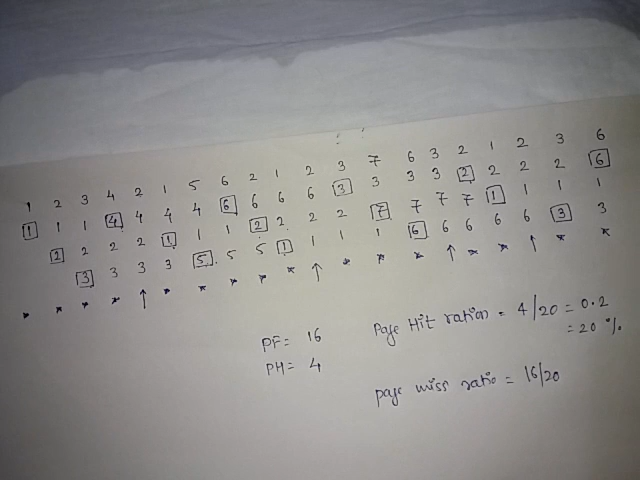 1 2 3 4 2 1 5 6 2 1 2 3 7 6 3 2 1 2 3 6
1 1 1 4 4 4 4 6 6 6 6 3 3 3 3 2 2 2 2 6
2 2 2 2 1 1 1 2 2 2 2 7 7 7 7 1 1 1 1
3 3 3 3 5 5 5 1 1 1 1 6 6 6 6 6 3 3
* * * * ↑ * * * * * ↑ * * * ↑ * * ↑ * *
PF = 16
PH = 4
Page Hit ration = 4/20 = 0.2
= 20 %
page miss ratio = 16/20